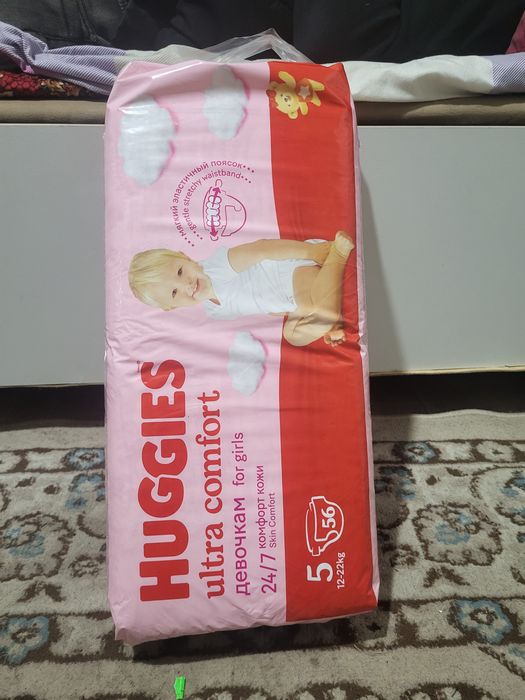 мягкий эластичный поясок
gentle stretchy waistband
HUGGIES
ultra comfort
девочкам for girls
24/7 комфорт кожи
Skin Comfort
5
56
12-22kg